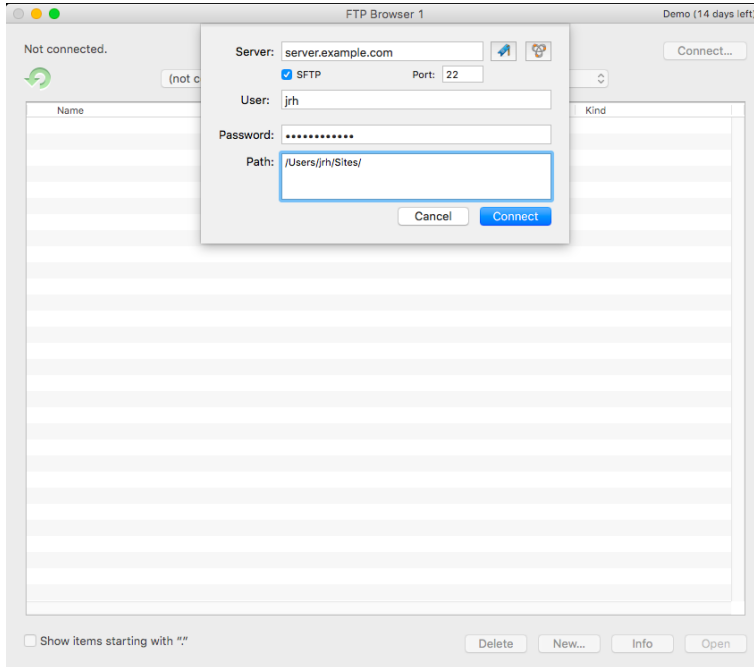 FTP Browser 1
Demo (14 days left)
Not connected.
Connect...
Server: server.example.com
SFTP Port: 22
(not c
User: jrh
Name
Kind
Password: ••••••••••••
Path: /Users/jrh/Sites/
Cancel Connect
Show items starting with "."
Delete New... Info Open